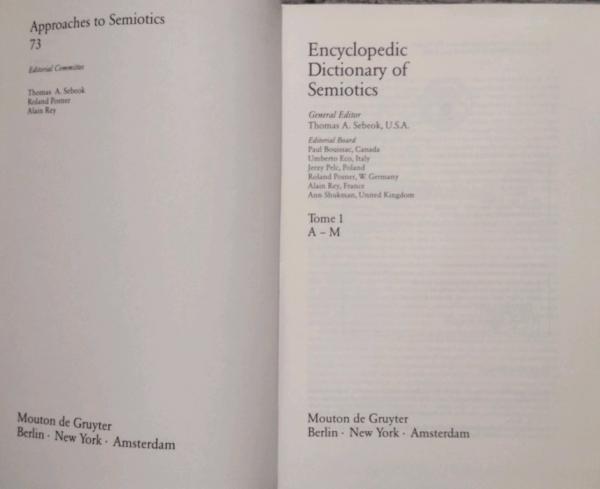 Approaches to Semiotics
73
Editorial Committee
Thomas A. Sebeok
Roland Posner
Alain Rey
Mouton de Gruyter
Berlin · New York · Amsterdam
Encyclopedic
Dictionary of
Semiotics
General Editor
Thomas A. Sebeok, U.S.A.
Editorial Board
Paul Bouissac, Canada
Umberto Eco, Italy
Jerzy Pelc, Poland
Roland Posner, W. Germany
Alain Rey, France
Ann Shukman, United Kingdom
Tome 1
A – M
Mouton de Gruyter
Berlin · New York · Amsterdam